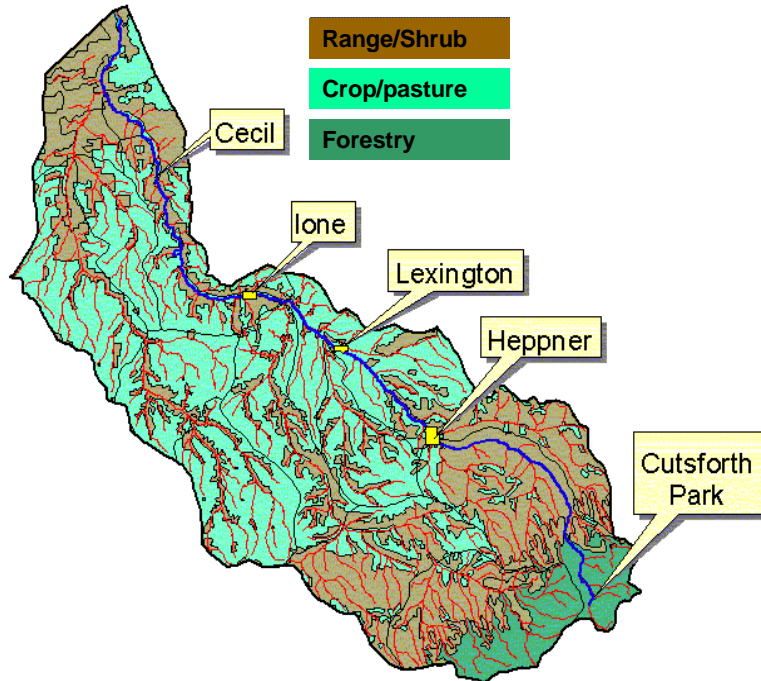 Range/Shrub
Crop/pasture
Forestry
Cecil
Ione
Lexington
Heppner
Cutsforth
Park